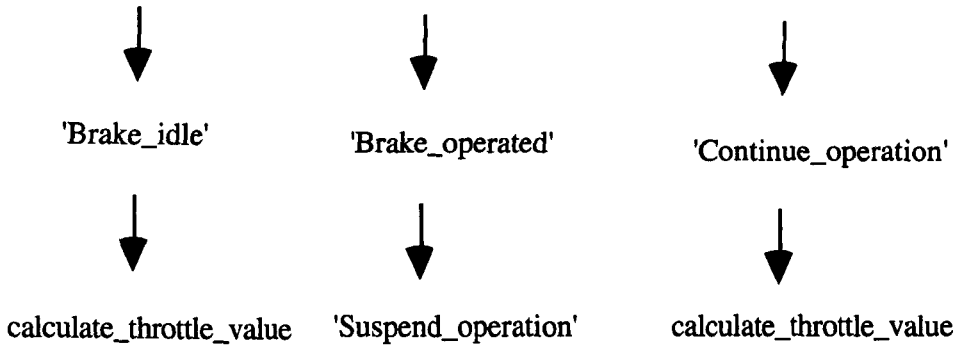 'Brake_idle' 'Brake_operated' 'Continue_operation'
calculate_throttle_value 'Suspend_operation' calculate_throttle_value